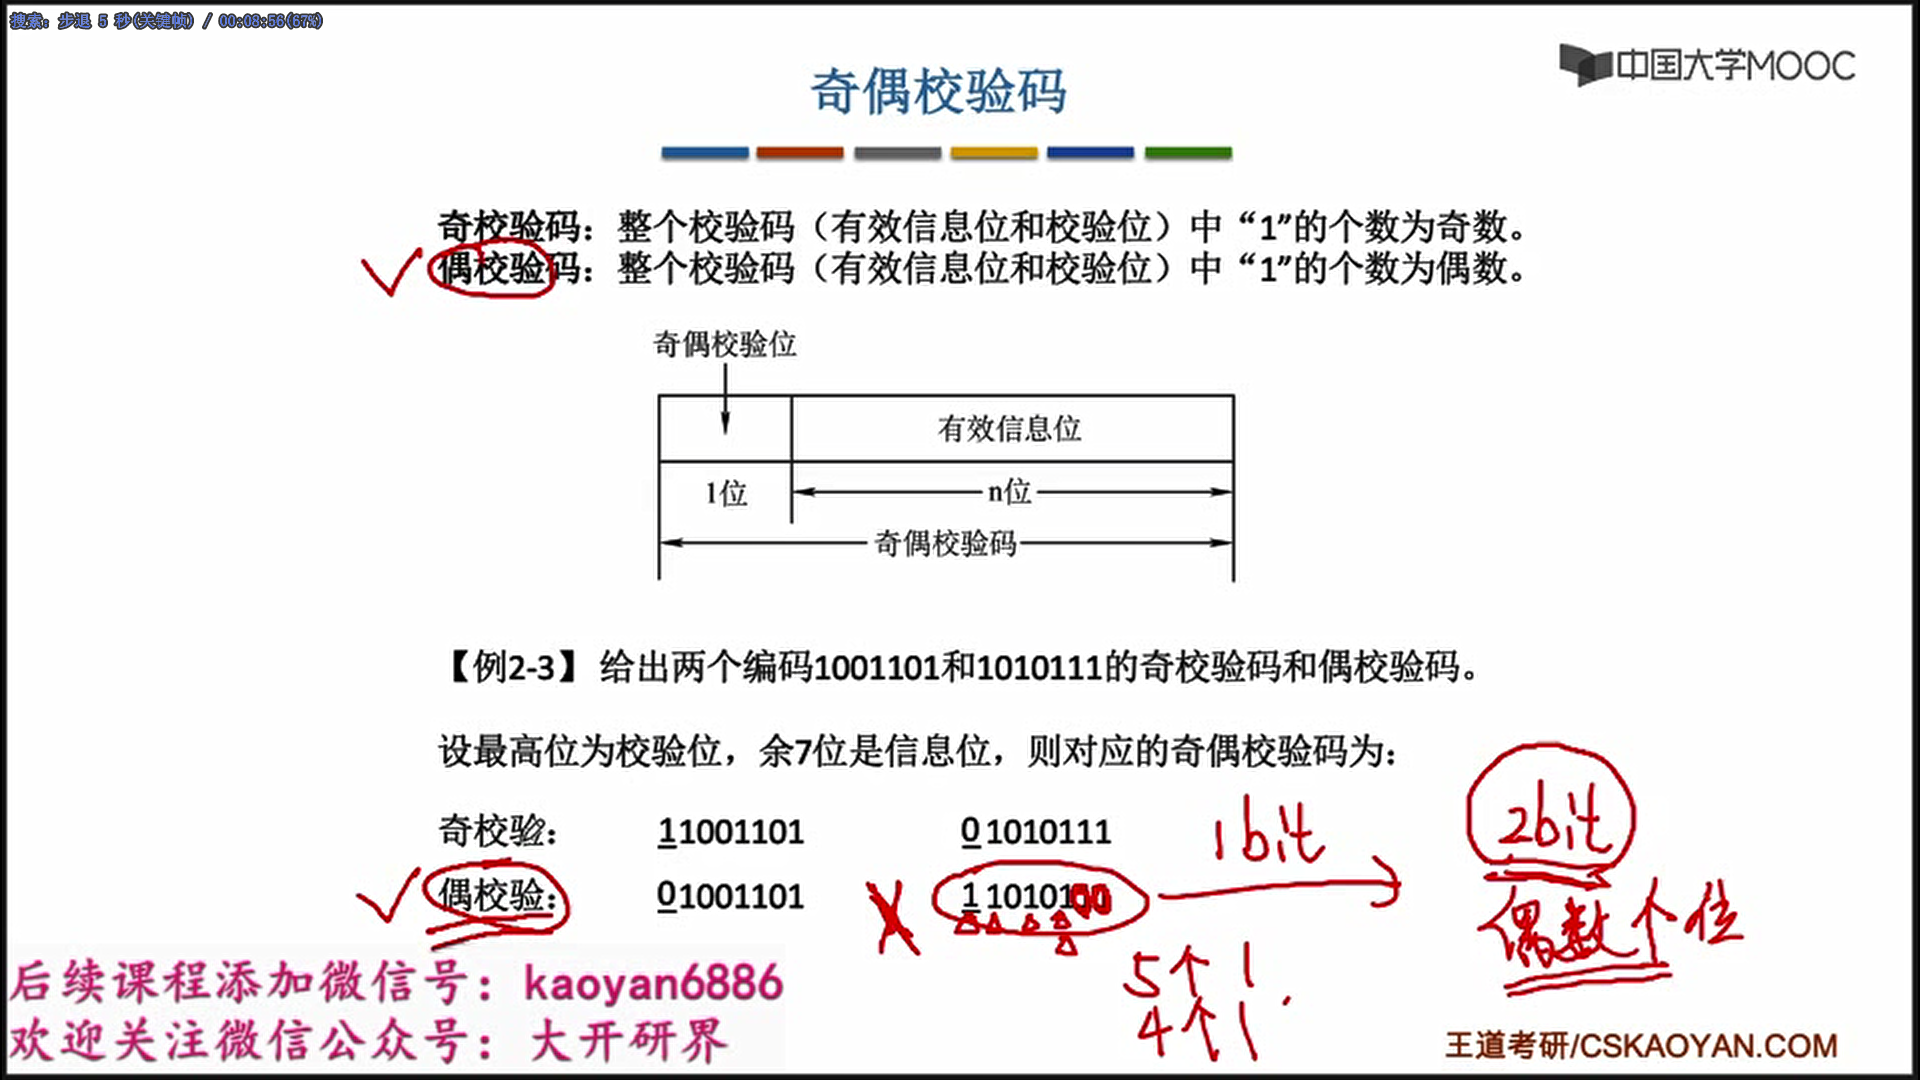 搜索: 步退 5 秒(关键帧) / 00:08:56(67%)
中国大学MOOC
奇偶校验码
奇校验码：整个校验码（有效信息位和校验位）中“1”的个数为奇数。
偶校验码：整个校验码（有效信息位和校验位）中“1”的个数为偶数。
奇偶校验位
有效信息位
1位
n位
奇偶校验码
【例2-3】 给出两个编码1001101和1010111的奇校验码和偶校验码。
设最高位为校验位，余7位是信息位，则对应的奇偶校验码为：
奇校验： 11001101 0 1010111
1bit
2bit
偶校验： 01001101 1 1010100
偶数个位
5个1
4个1
后续课程添加微信号：kaoyan6886
欢迎关注微信公众号：大开研界
王道考研/CSKAOYAN.COM